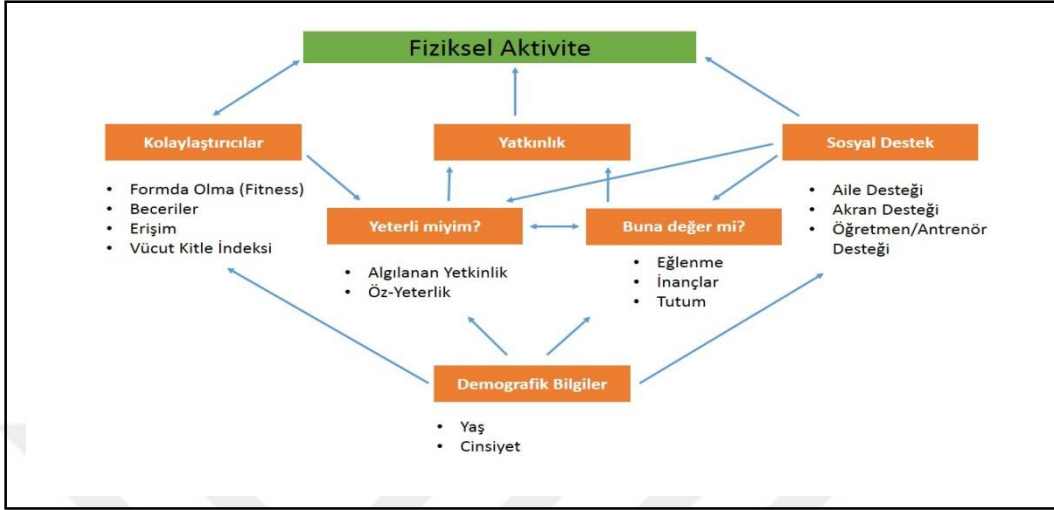 Fiziksel Aktivite
Kolaylaştırıcılar
Yatkınlık
Sosyal Destek
• Formda Olma (Fitness)
• Beceriler
• Erişim
• Vücut Kitle İndeksi
• Aile Desteği
• Akran Desteği
• Öğretmen/Antrenör
Desteği
Yeterli miyim?
Buna değer mi?
• Algılanan Yetkinlik
• Öz-Yeterlik
• Eğlenme
• İnançlar
• Tutum
Demografik Bilgiler
• Yaş
• Cinsiyet